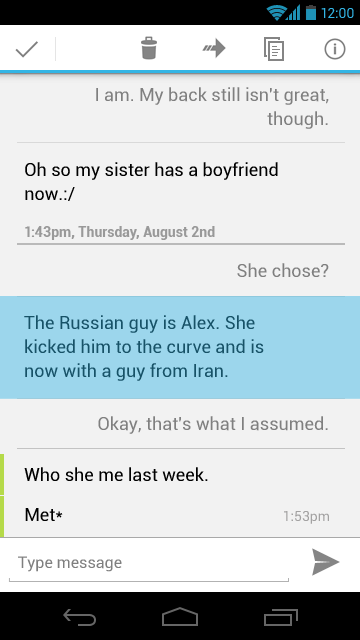 12:00
I am. My back still isn't great,
though.
Oh so my sister has a boyfriend
now.:/
1:43pm, Thursday, August 2nd
She chose?
The Russian guy is Alex. She
kicked him to the curve and is
now with a guy from Iran.
Okay, that's what I assumed.
Who she me last week.
Met*
1:53pm
Type message